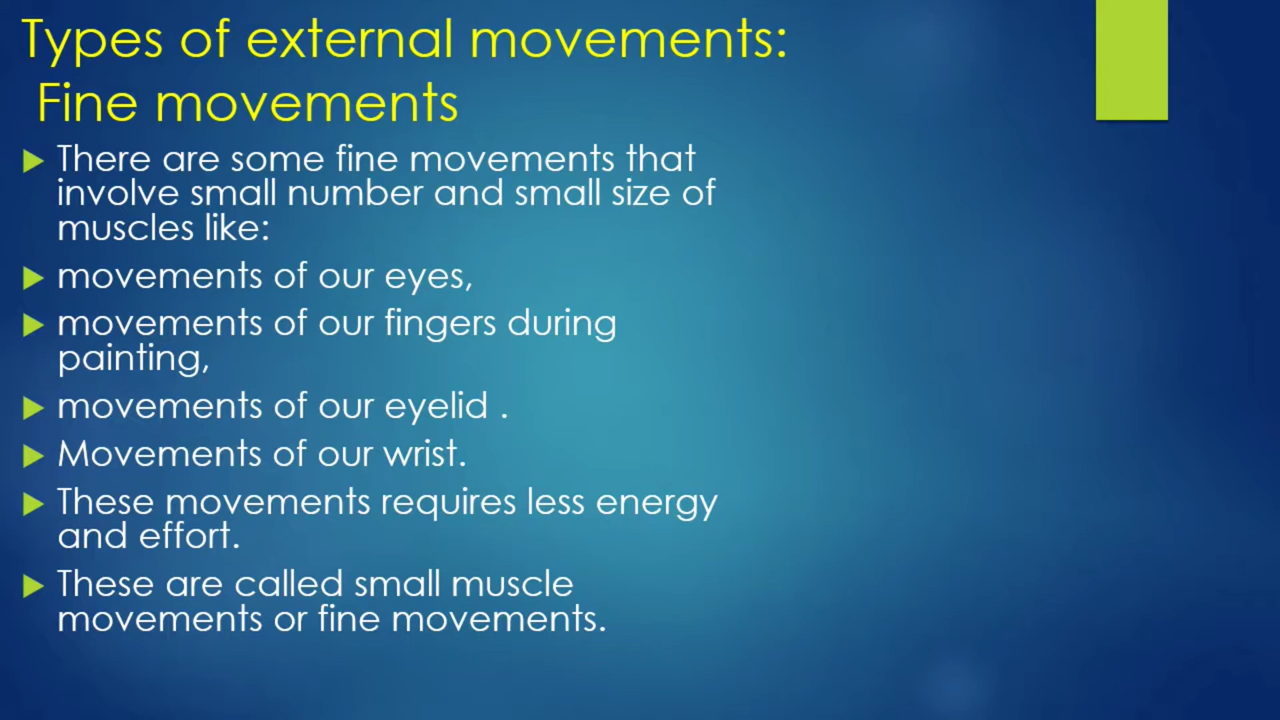 Types of external movements:
Fine movements
There are some fine movements that
involve small number and small size of
muscles like:
movements of our eyes,
movements of our fingers during
painting,
movements of our eyelid .
Movements of our wrist.
These movements requires less energy
and effort.
These are called small muscle
movements or fine movements.